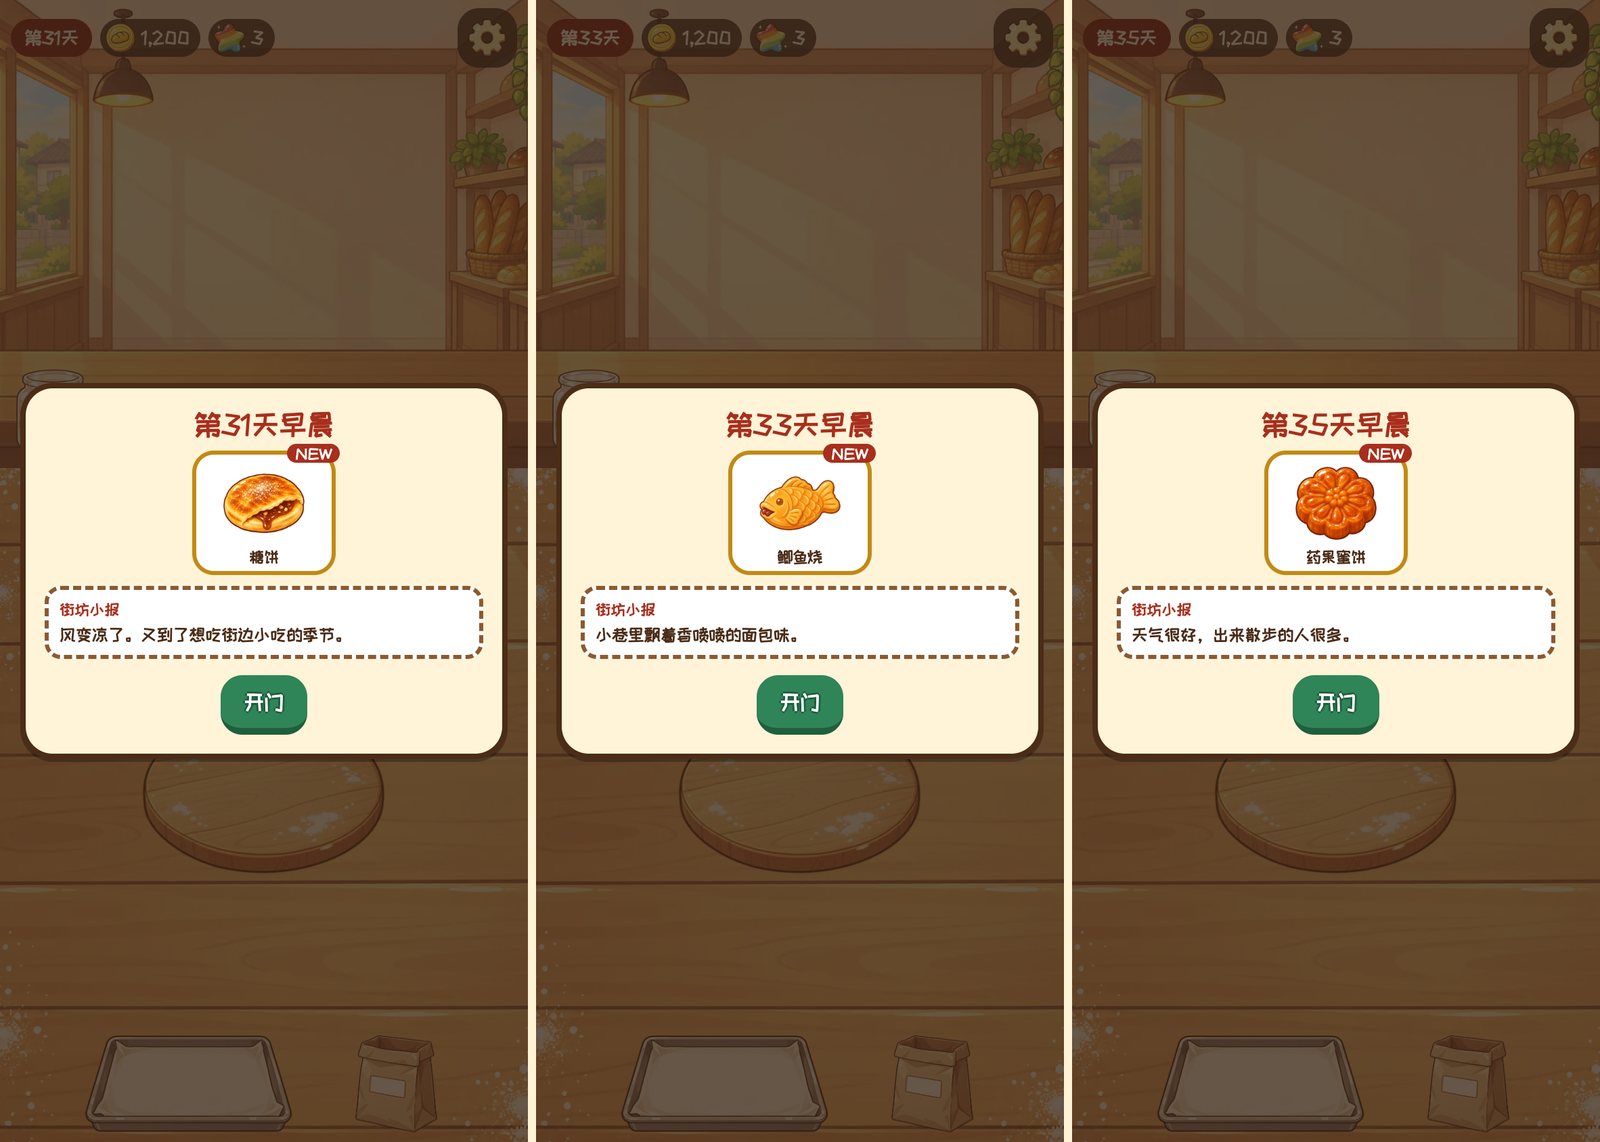 第31天
1,200
3
第31天早晨
NEW
糖饼
街坊小报
风变凉了。又到了想吃街边小吃的季节。
开门
第33天
1,200
3
第33天早晨
NEW
鲫鱼烧
街坊小报
小巷里飘着香喷喷的面包味。
开门
第35天
1,200
3
第35天早晨
NEW
药果蜜饼
街坊小报
天气很好，出来散步的人很多。
开门